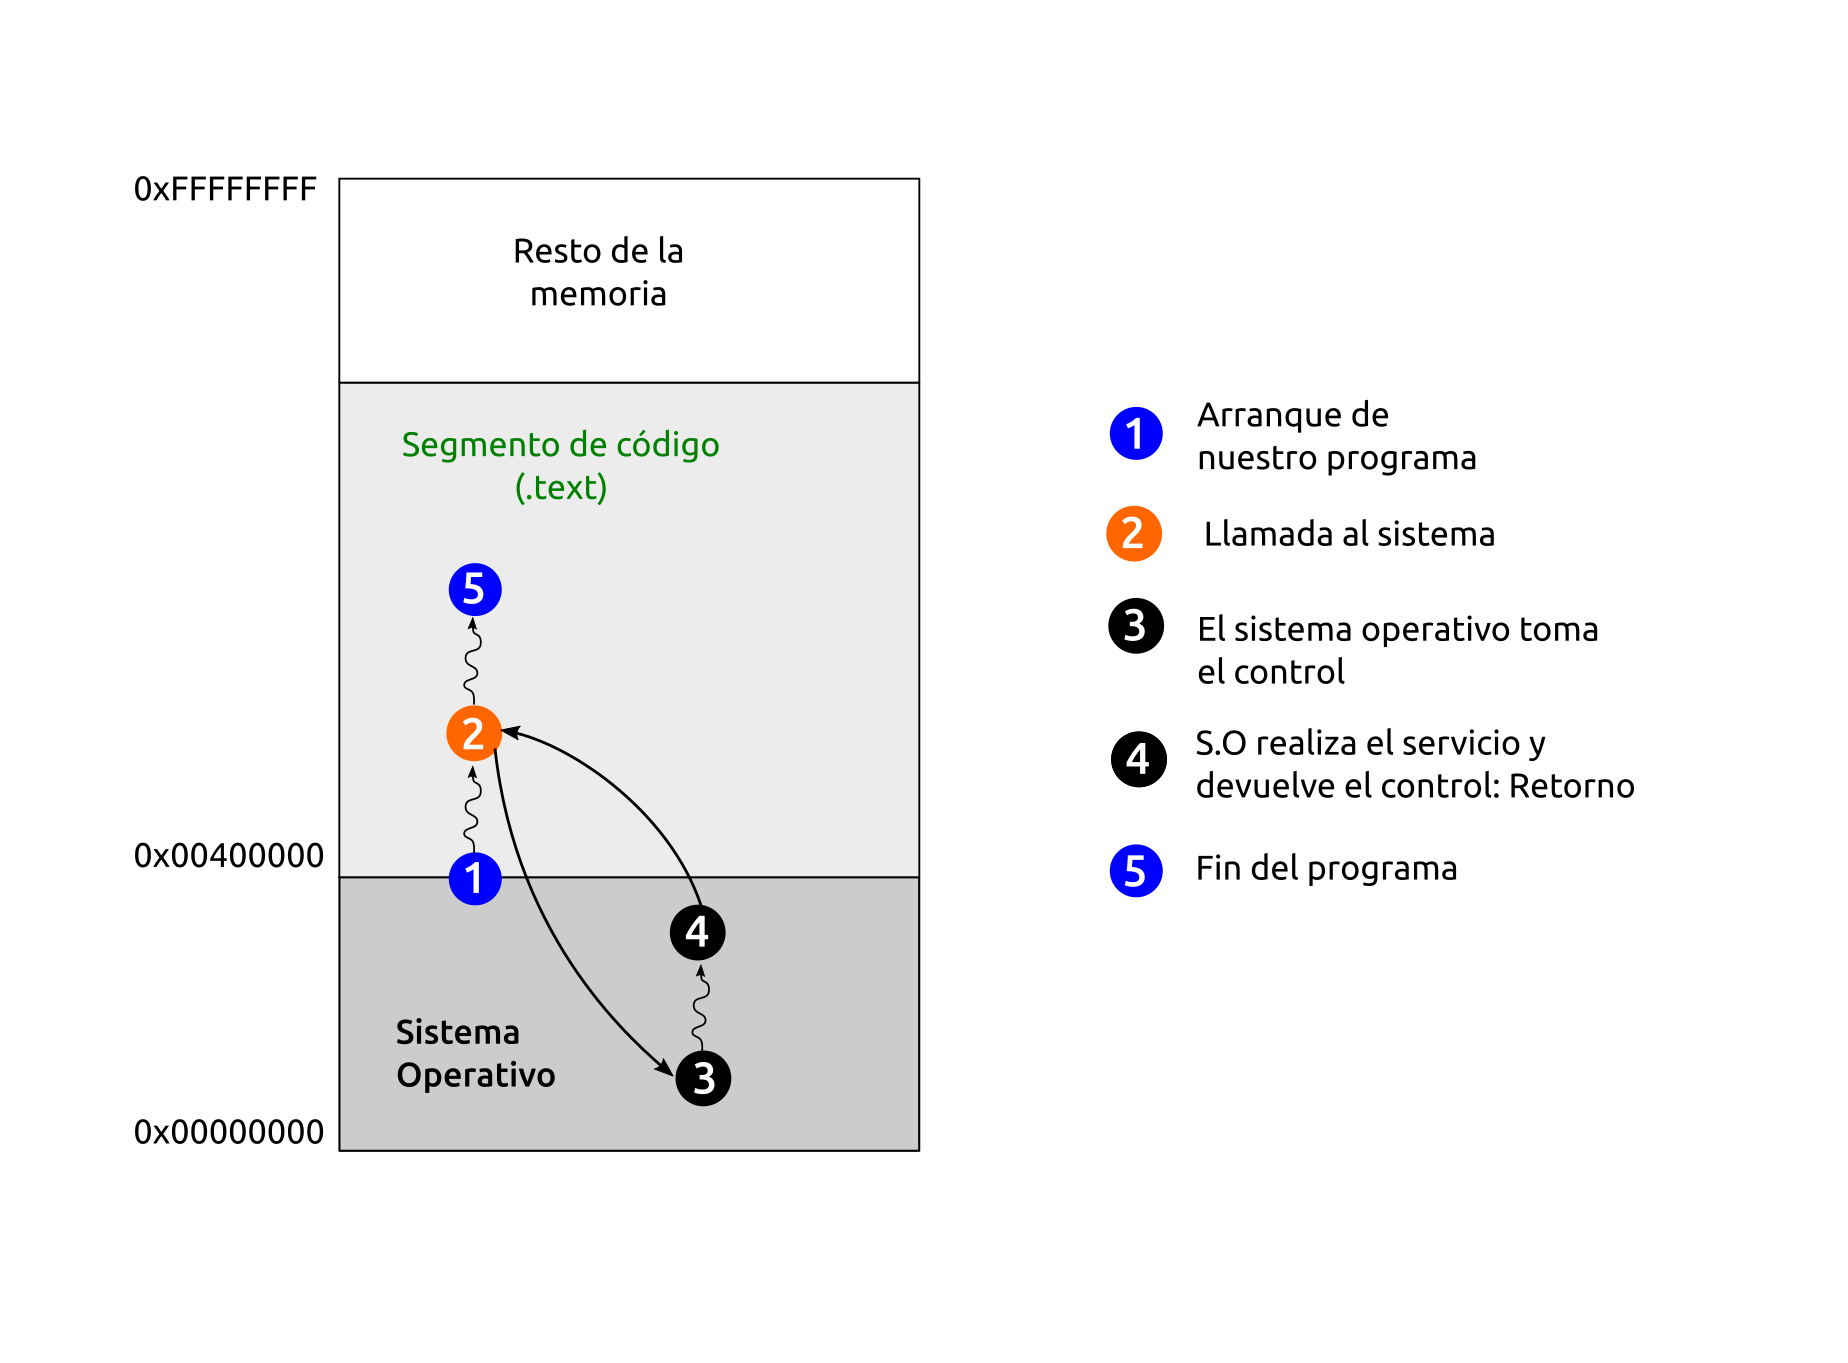 0xFFFFFFFF
Resto de la
memoria
Segmento de código
(.text)
5
2
0x00400000
1
4
Sistema
Operativo
3
0x00000000
1 Arranque de
nuestro programa
2 Llamada al sistema
3 El sistema operativo toma
el control
4 S.O realiza el servicio y
devuelve el control: Retorno
5 Fin del programa